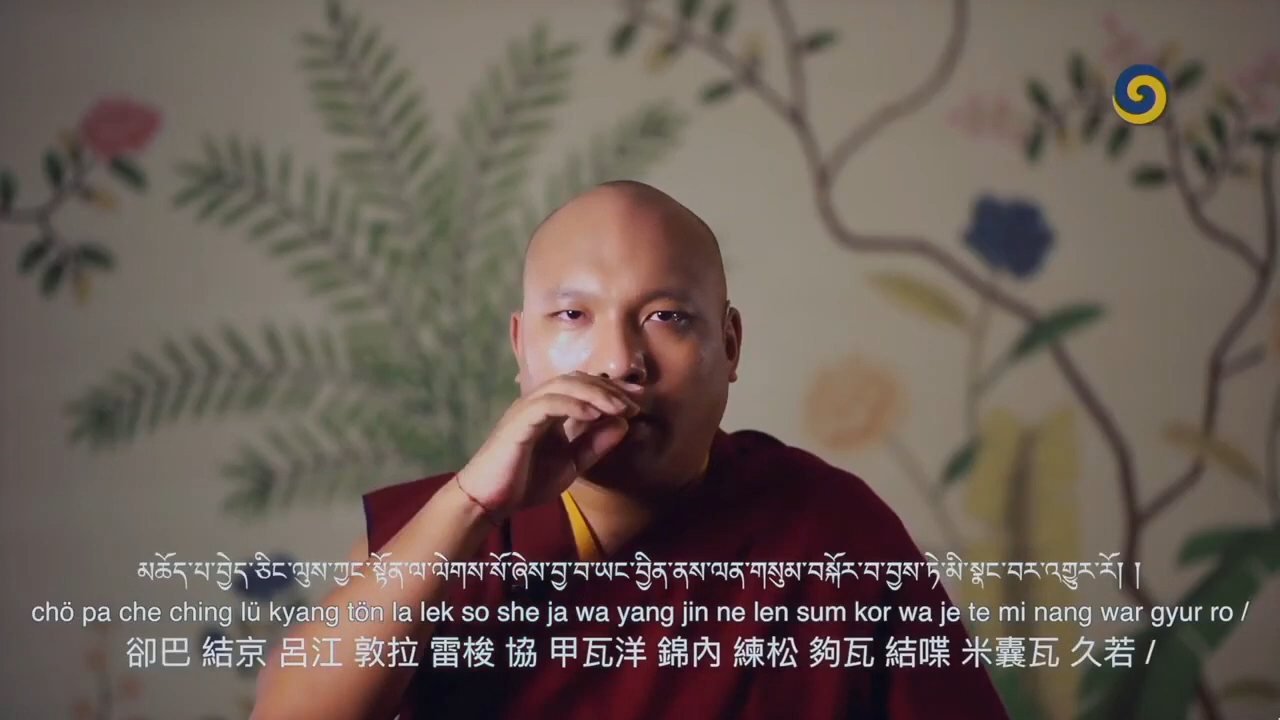 མཆོད་པ་བྱེད་ཅིང་ལུས་ཀྱང་སྟོན་ལ་ལེགས་སོ་ཞེས་བྱ་བ་ཡང་བྱིན་ནས་ལན་གསུམ་བསྐོར་བ་བྱས་ཏེ་མི་སྣང་བར་འགྱུར་རོ། །
chö pa che ching lü kyang tön la lek so she ja wa yang jin ne len sum kor wa je te mi nang war gyur ro /
卻巴 結京 呂江 敦拉 雷梭 協 甲瓦洋 錦內 練松 夠瓦 結喋 米囊瓦 久若 /